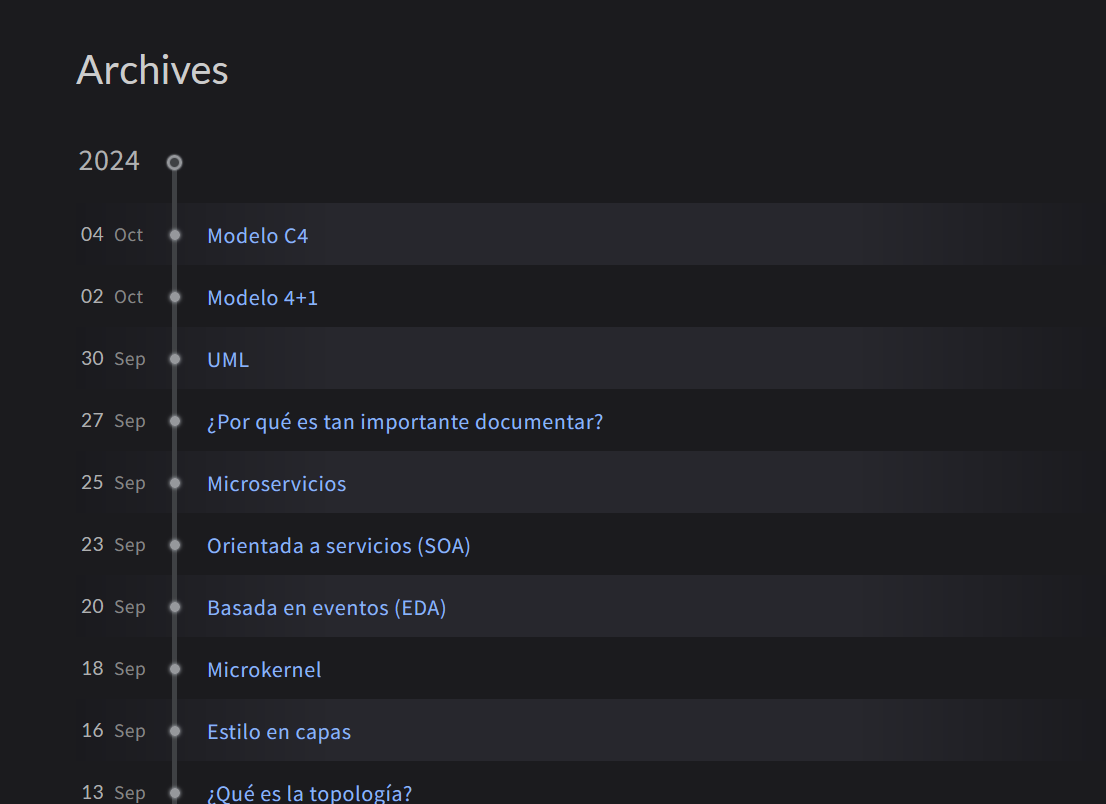 Archives
2024
04 Oct Modelo C4
02 Oct Modelo 4+1
30 Sep UML
27 Sep ¿Por qué es tan importante documentar?
25 Sep Microservicios
23 Sep Orientada a servicios (SOA)
20 Sep Basada en eventos (EDA)
18 Sep Microkernel
16 Sep Estilo en capas
13 Sep ¿Qué es la topología?